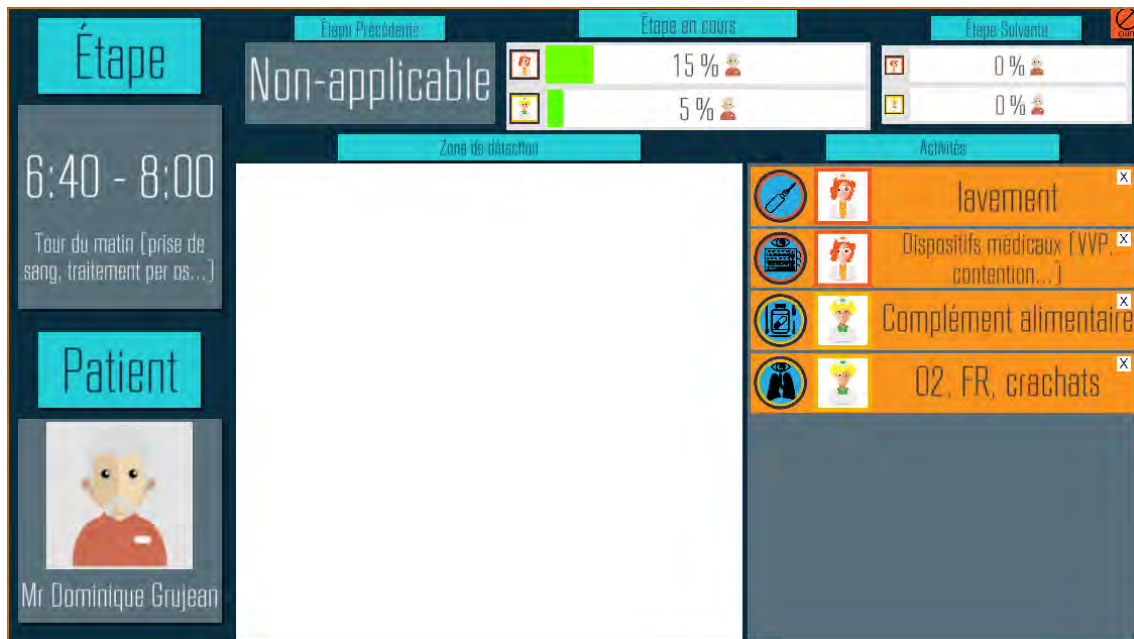 Étape
6:40 - 8:00
Tour du matin (prise de
sang, traitement per os...)
Patient
Mr Dominique Grujean
Étape Précédente
Non-applicable
Étape en cours
15 %
5 %
Étape Suivante
0 %
0 %
Zone de détection
Activités
lavement
X
Dispositifs médicaux (VVP,
contention...)
X
Complément alimentaire
X
O2, FR, crachats
X